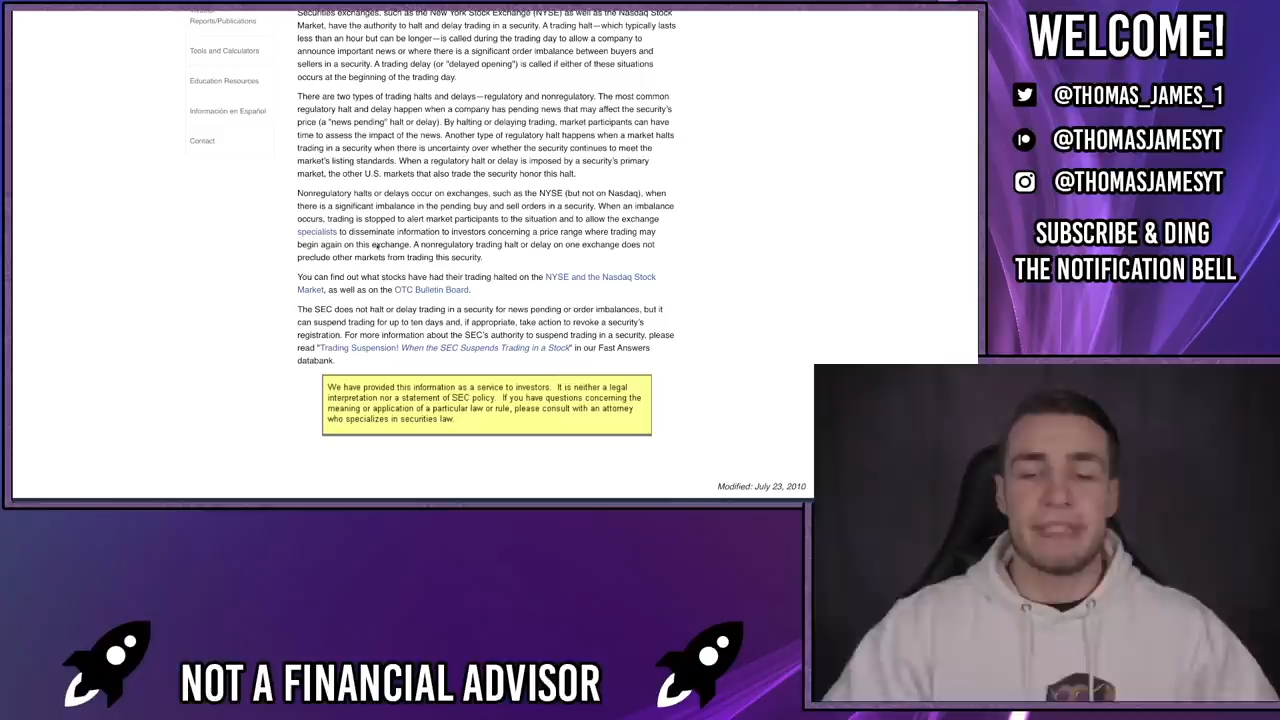 Reports/Publications
Tools and Calculators
Education Resources
Información en Español
Contact
Securities exchanges, such as the New York Stock Exchange (NYSE) as well as the Nasdaq Stock
Market, have the authority to halt and delay trading in a security. A trading halt—which typically lasts
less than an hour but can be longer—is called during the trading day to allow a company to
announce important news or where there is a significant order imbalance between buyers and
sellers in a security. A trading delay (or "delayed opening") is called if either of these situations
occurs at the beginning of the trading day.
There are two types of trading halts and delays—regulatory and nonregulatory. The most common
regulatory halt and delay happen when a company has pending news that may affect the security's
price (a "news pending" halt or delay). By halting or delaying trading, market participants can have
time to assess the impact of the news. Another type of regulatory halt happens when a market halts
trading in a security when there is uncertainty over whether the security continues to meet the
market's listing standards. When a regulatory halt or delay is imposed by a security's primary
market, the other U.S. markets that also trade the security honor this halt.
Nonregulatory halts or delays occur on exchanges, such as the NYSE (but not on Nasdaq), when
there is a significant imbalance in the pending buy and sell orders in a security. When an imbalance
occurs, trading is stopped to alert market participants to the situation and to allow the exchange
specialists to disseminate information to investors concerning a price range where trading may
begin again on this exchange. A nonregulatory trading halt or delay on one exchange does not
preclude other markets from trading this security.
You can find out what stocks have had their trading halted on the NYSE and the Nasdaq Stock
Market, as well as on the OTC Bulletin Board.
The SEC does not halt or delay trading in a security for news pending or order imbalances, but it
can suspend trading for up to ten days and, if appropriate, take action to revoke a security's
registration. For more information about the SEC's authority to suspend trading in a security, please
read "Trading Suspension! When the SEC Suspends Trading in a Stock" in our Fast Answers
databank.
We have provided this information as a service to investors. It is neither a legal
interpretation nor a statement of SEC policy. If you have questions concerning the
meaning or application of a particular law or rule, please consult with an attorney
who specializes in securities law.
Modified: July 23, 2010
WELCOME!
@THOMAS_JAMES_1
@THOMASJAMESYT
@THOMASJAMESYT
SUBSCRIBE & DING
THE NOTIFICATION BELL
NOT A FINANCIAL ADVISOR